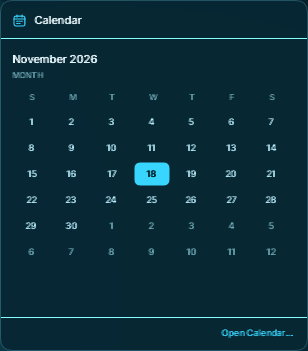 Calendar
November 2026
MONTH
S M T W T F S
1 2 3 4 5 6 7
8 9 10 11 12 13 14
15 16 17 18 19 20 21
22 23 24 25 26 27 28
29 30 1 2 3 4 5
6 7 8 9 10 11 12
Open Calendar...